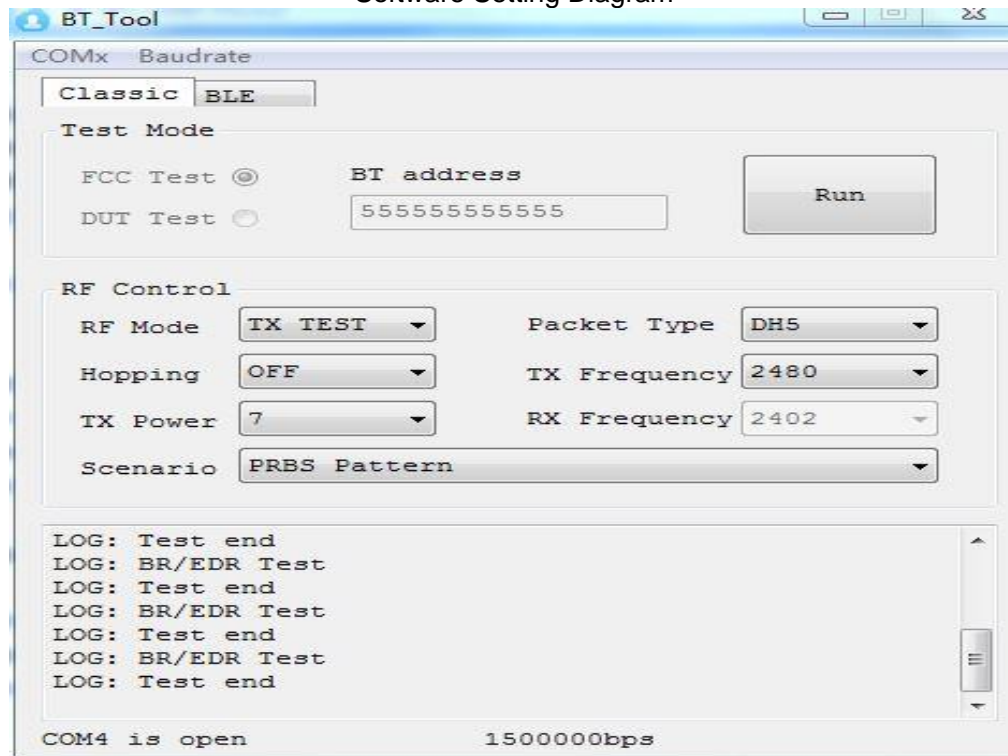 Software Setting Diagram
BT_Tool
COMx Baudrate
Classic BLE
Test Mode
FCC Test BT address
DUT Test 555555555555 Run
RF Control
RF Mode TX TEST Packet Type DH5
Hopping OFF TX Frequency 2480
TX Power 7 RX Frequency 2402
Scenario PRBS Pattern
LOG: Test end
LOG: BR/EDR Test
LOG: Test end
LOG: BR/EDR Test
LOG: Test end
LOG: BR/EDR Test
LOG: Test end
COM4 is open 1500000bps